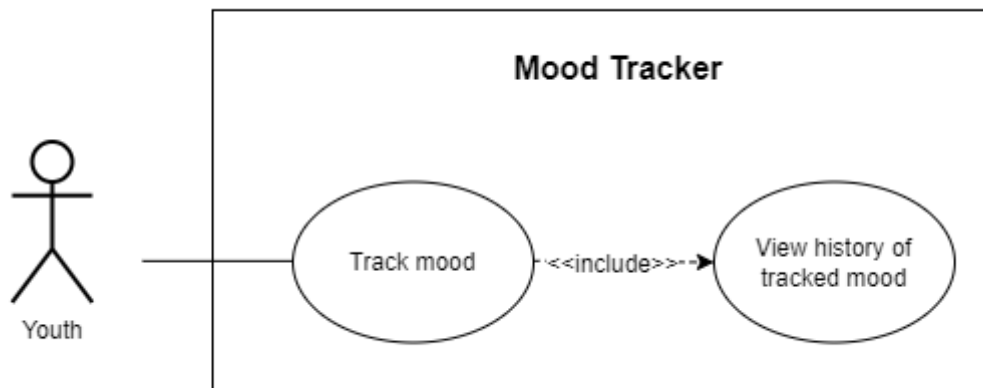 Mood Tracker
Track mood
<<include>>
View history of
tracked mood
Youth